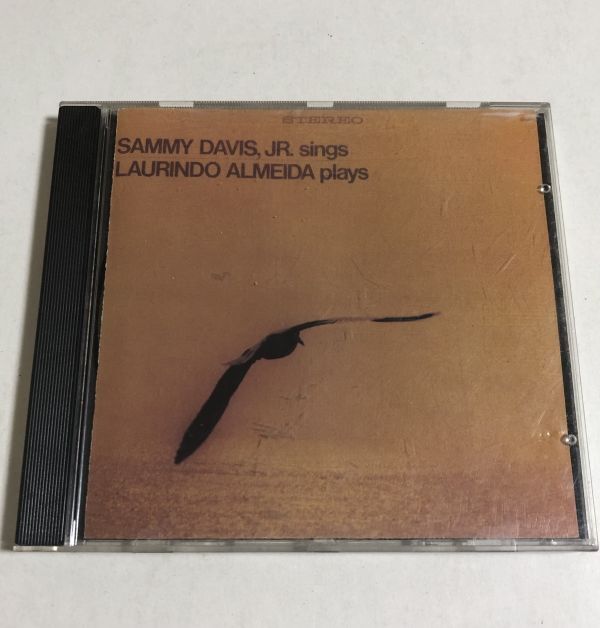 STEREO
SAMMY DAVIS, JR. sings
LAURINDO ALMEIDA plays